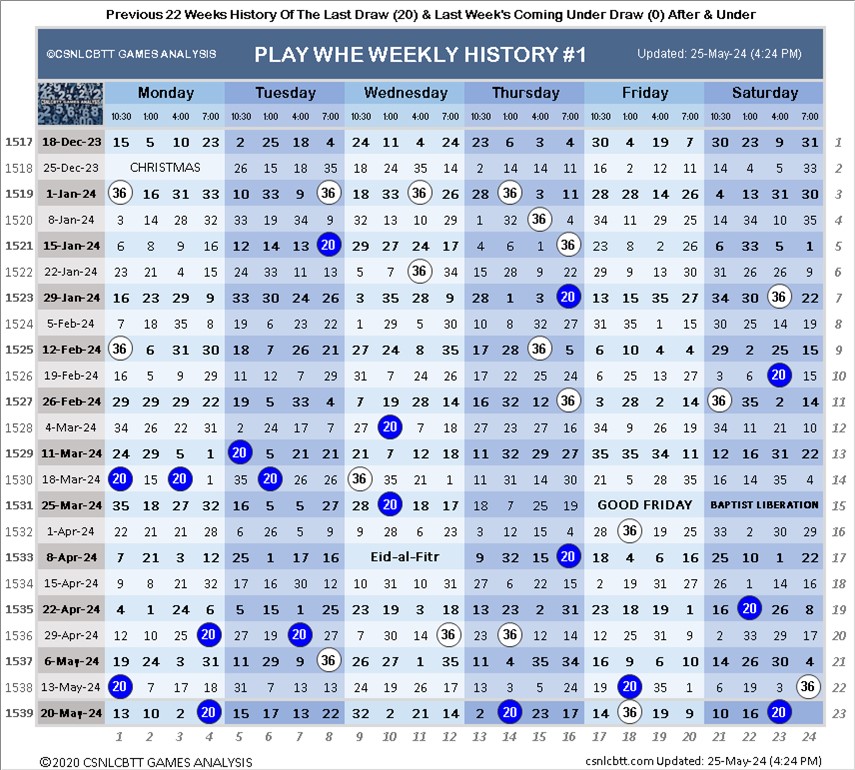 Previous 22 Weeks History Of The Last Draw (20) & Last Week's Coming Under Draw (0) After & Under
©CSNLCBTT GAMES ANALYSIS PLAY WHE WEEKLY HISTORY #1 Updated: 25-May-24 (4:24 PM)
CSNLCBTT GAMES ANALYSIS Monday Tuesday Wednesday Thursday Friday Saturday
10:30 1:00 4:00 7:00 10:30 1:00 4:00 7:00 10:30 1:00 4:00 7:00 10:30 1:00 4:00 7:00 10:30 1:00 4:00 7:00 10:30 1:00 4:00 7:00
1517 18-Dec-23 15 5 10 23 2 25 18 4 24 11 4 24 23 6 3 4 30 4 19 7 30 23 9 31 1
1518 25-Dec-23 CHRISTMAS 26 15 18 35 18 24 35 14 2 14 14 11 16 2 12 11 14 4 5 33 2
1519 1-Jan-24 36 16 31 33 10 33 9 36 18 33 36 26 28 36 3 11 28 28 14 26 4 13 31 30 3
1520 8-Jan-24 3 14 28 32 33 19 34 9 32 13 10 29 1 32 36 4 34 11 29 25 14 34 10 35 4
1521 15-Jan-24 6 8 9 16 12 14 13 20 29 27 24 17 4 6 1 36 23 8 2 26 6 33 5 1 5
1522 22-Jan-24 23 21 4 15 24 33 11 13 5 7 36 34 15 28 9 22 29 9 13 30 31 26 26 9 6
1523 29-Jan-24 16 23 29 9 33 30 24 26 3 35 28 9 28 1 3 20 13 15 35 27 34 30 36 22 7
1524 5-Feb-24 7 18 35 8 19 6 23 22 1 29 5 30 10 8 32 27 31 35 1 15 30 25 14 19 8
1525 12-Feb-24 36 6 31 30 18 7 26 21 27 24 8 35 17 28 36 5 6 10 4 4 29 2 25 15 9
1526 19-Feb-24 16 5 9 29 11 12 7 29 31 7 24 26 17 22 25 24 6 25 13 27 3 6 20 15 10
1527 26-Feb-24 29 29 29 22 19 5 33 4 7 19 28 14 16 32 12 36 3 28 2 14 36 35 2 14 11
1528 4-Mar-24 34 26 22 31 2 24 17 7 27 20 7 18 27 23 27 16 34 9 26 19 34 11 21 10 12
1529 11-Mar-24 24 29 5 1 20 5 21 21 21 7 12 18 11 32 29 27 35 35 34 11 12 16 31 22 13
1530 18-Mar-24 20 15 20 4 35 20 26 26 36 35 21 1 11 31 14 28 21 5 28 35 16 14 35 4 14
1531 25-Mar-24 35 18 27 32 16 5 5 27 28 20 18 17 18 7 25 19 GOOD FRIDAY BAPTIST LIBERATION 15
1532 1-Apr-24 22 21 21 28 6 26 5 9 9 28 6 23 3 12 15 4 28 36 19 25 33 2 30 29 16
1533 8-Apr-24 7 21 3 12 25 1 17 16 Eid-al-Fitr 9 32 15 20 18 4 6 16 25 10 1 22 17
1534 15-Apr-24 9 8 21 32 17 16 30 12 10 31 10 31 27 6 22 15 2 19 31 27 26 1 14 16 18
1535 22-Apr-24 4 1 24 6 5 15 1 25 23 19 3 18 13 23 2 31 23 18 19 1 16 20 26 8 19
1536 29-Apr-24 12 10 25 20 27 19 20 27 7 30 14 36 23 36 12 14 12 25 31 9 2 33 29 17 20
1537 6-May-24 19 24 3 31 11 29 9 36 26 27 1 35 11 4 35 34 16 9 6 10 14 26 30 4 21
1538 13-May-24 20 7 17 18 31 7 13 13 24 19 26 17 13 3 5 24 19 20 35 1 6 19 3 36 22
1539 20-May-24 13 10 2 20 15 17 13 22 32 2 21 14 2 20 23 17 14 36 19 9 10 16 20 23
1 2 3 4 5 6 7 8 9 10 11 12 13 14 15 16 17 18 19 20 21 22 23 24
©2020 CSNLCBTT GAMES ANALYSIS csnlcbtt.com Updated: 25-May-24 (4:24 PM)